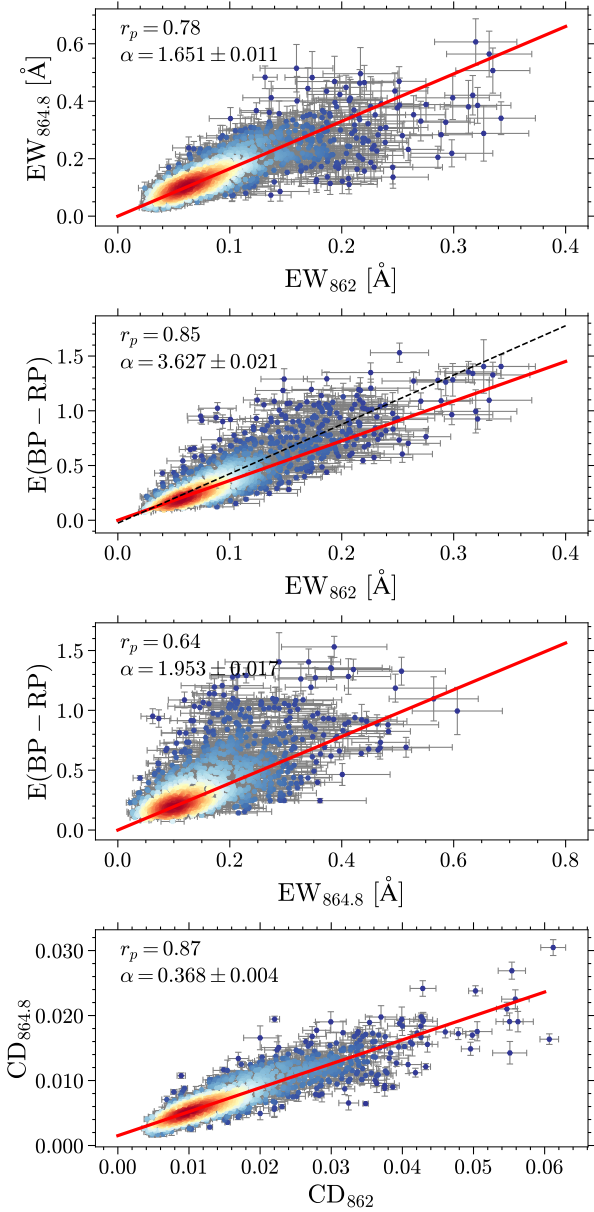 r_p = 0.78
α = 1.651 ± 0.011
EW_864.8 [Å]
0.6
0.4
0.2
0.0
0.0 0.1 0.2 0.3 0.4
EW_862 [Å]
r_p = 0.85
α = 3.627 ± 0.021
E(BP − RP)
1.5
1.0
0.5
0.0
0.0 0.1 0.2 0.3 0.4
EW_862 [Å]
r_p = 0.64
α = 1.953 ± 0.017
E(BP − RP)
1.5
1.0
0.5
0.0
0.0 0.2 0.4 0.6 0.8
EW_864.8 [Å]
r_p = 0.87
α = 0.368 ± 0.004
CD_864.8
0.030
0.020
0.010
0.000
0.00 0.01 0.02 0.03 0.04 0.05 0.06
CD_862